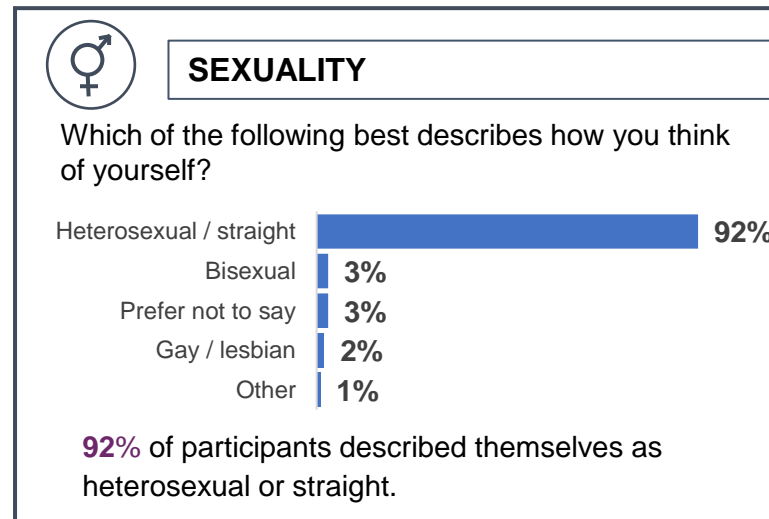 SEXUALITY
Which of the following best describes how you think
of yourself?
Heterosexual / straight 92%
Bisexual 3%
Prefer not to say 3%
Gay / lesbian 2%
Other 1%
92% of participants described themselves as
heterosexual or straight.